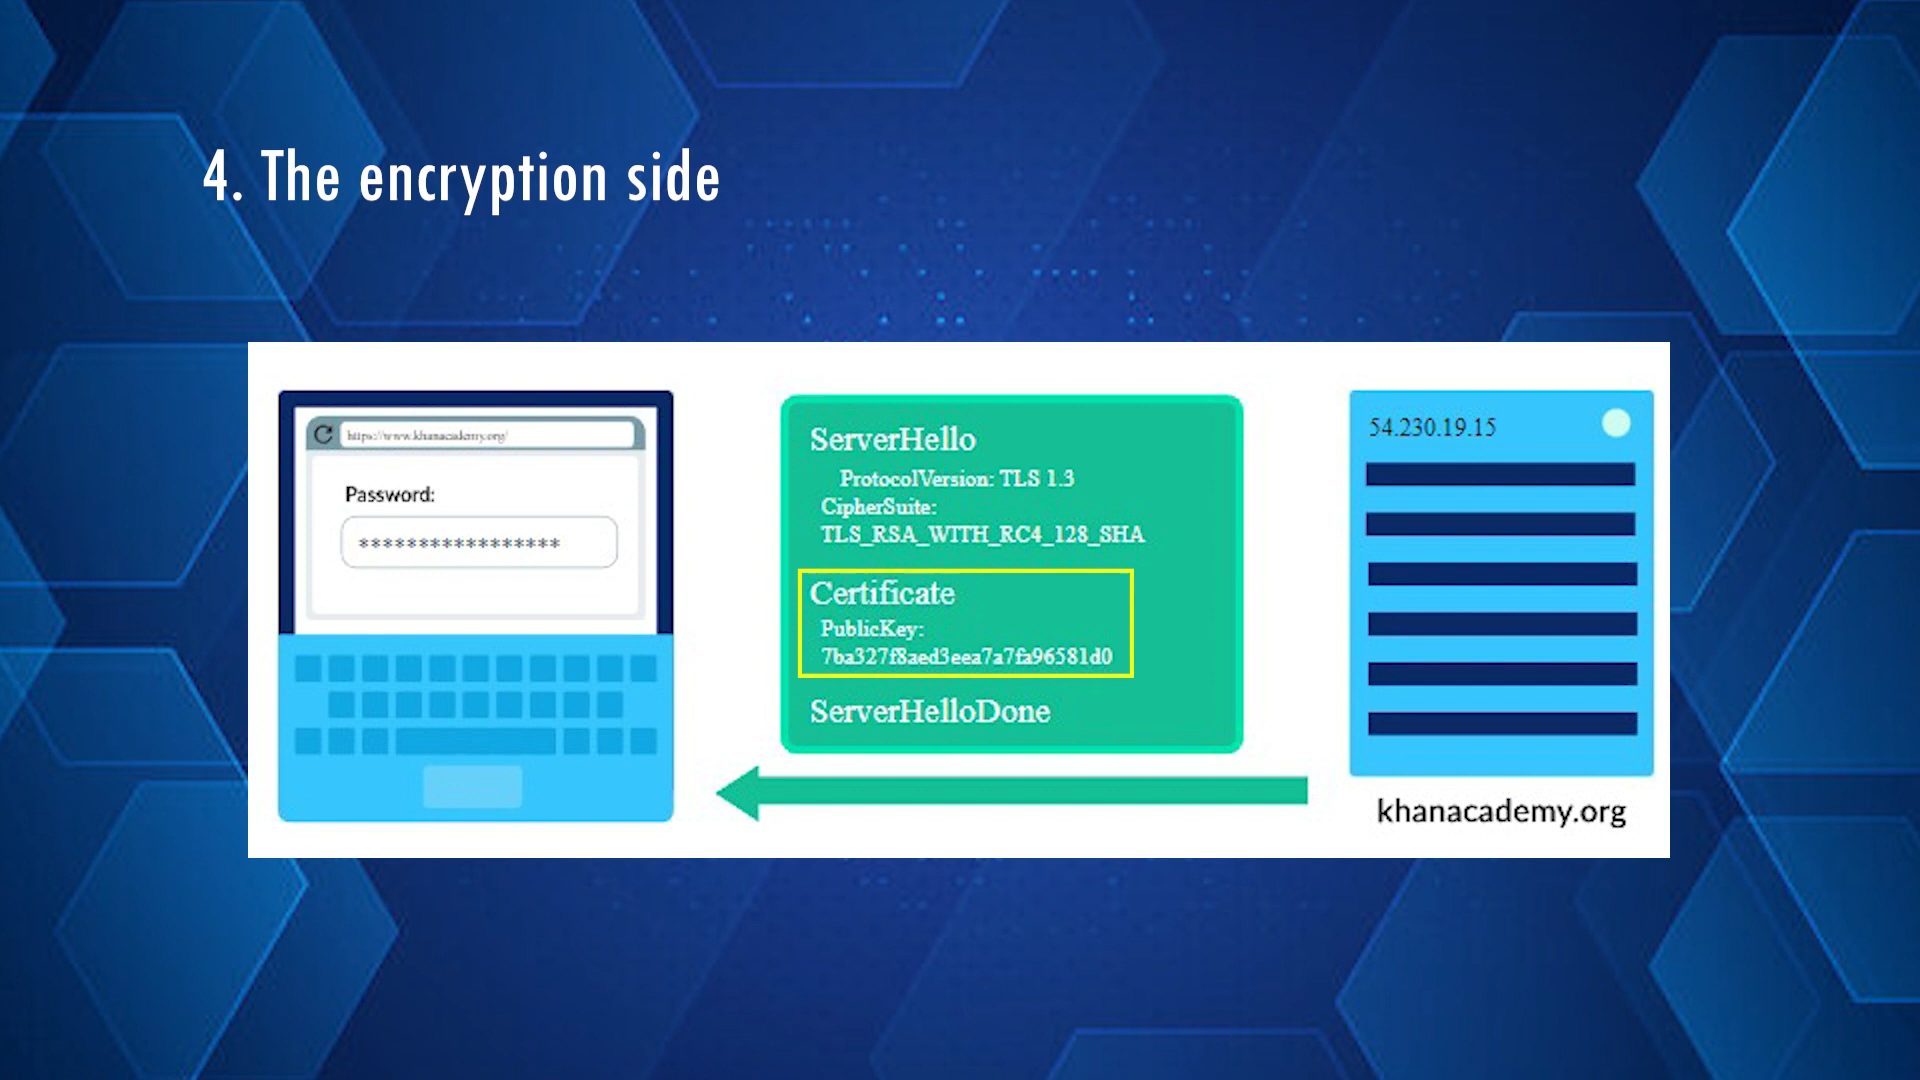 4. The encryption side
https://www.khanacademy.org/
Password:
*****************
ServerHello
ProtocolVersion: TLS 1.3
CipherSuite:
TLS_RSA_WITH_RC4_128_SHA
Certificate
PublicKey:
7ba327f8aed3eea7a7fa96581d0
ServerHelloDone
54.230.19.15
khanacademy.org